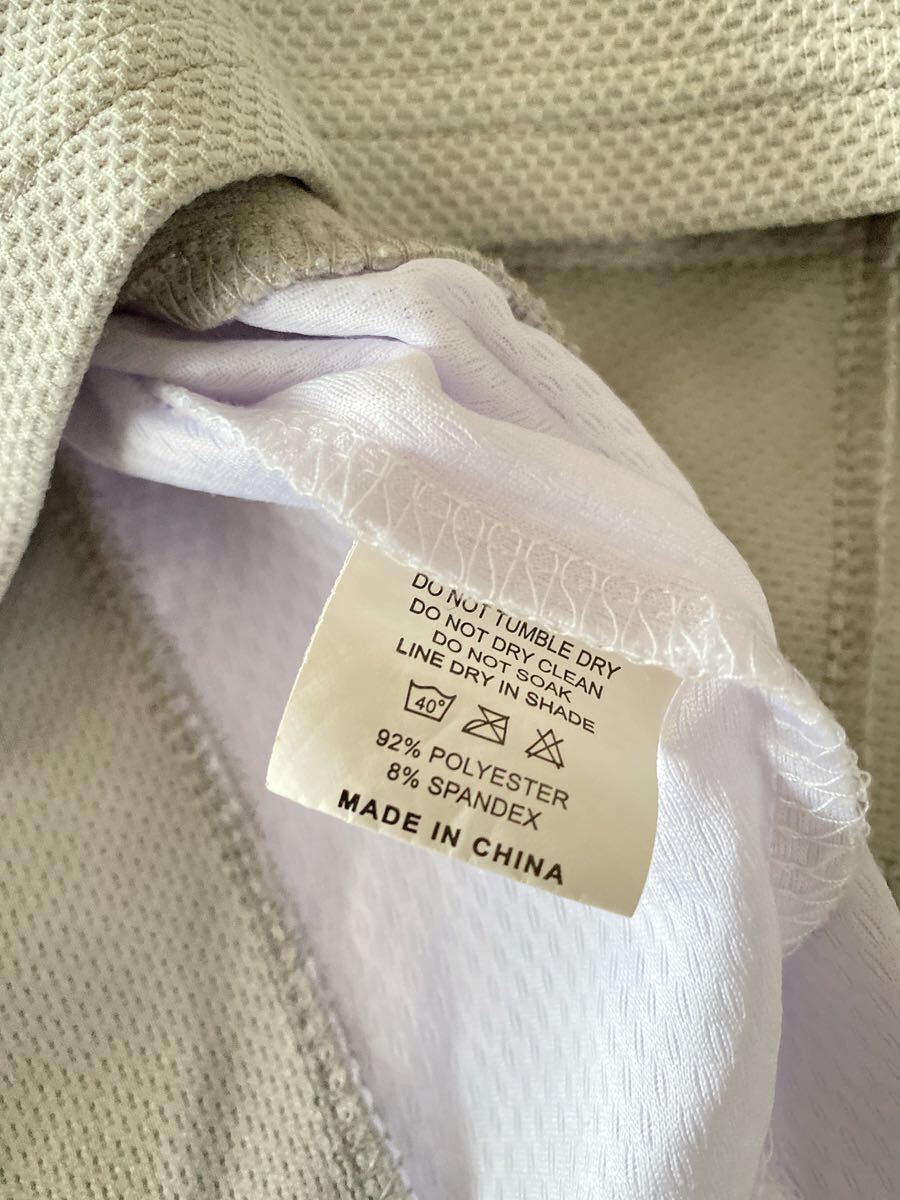 DO NOT TUMBLE DRY
DO NOT DRY CLEAN
DO NOT SOAK
LINE DRY IN SHADE
40°
92% POLYESTER
8% SPANDEX
MADE IN CHINA